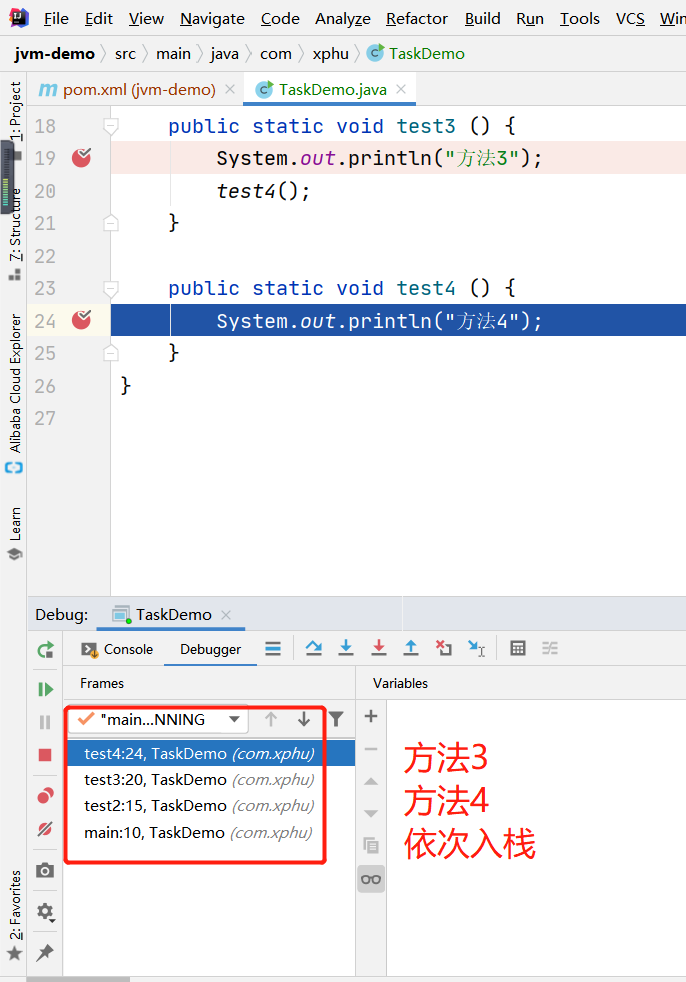 File Edit View Navigate Code Analyze Refactor Build Run Tools VCS Win
jvm-demo src main java com xphu TaskDemo
pom.xml (jvm-demo) TaskDemo.java
1: Project
7: Structure
Alibaba Cloud Explorer
Learn
2: Favorites
18 public static void test3 () {
19 System.out.println("方法3");
20 test4();
21 }
22
23 public static void test4 () {
24 System.out.println("方法4");
25 }
26 }
27
Debug: TaskDemo
Console Debugger
Frames Variables
"main...NNING
test4:24, TaskDemo (com.xphu)
test3:20, TaskDemo (com.xphu)
test2:15, TaskDemo (com.xphu)
main:10, TaskDemo (com.xphu)
方法3
方法4
依次入栈